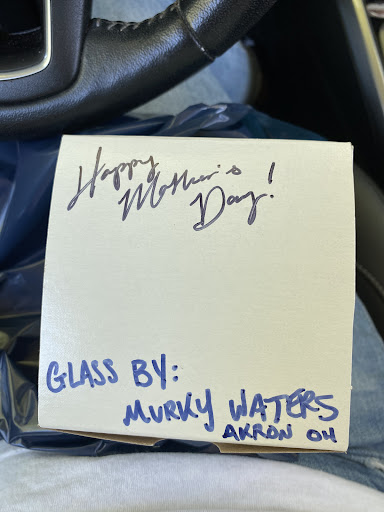 Happy
Mother's
Day!
GLASS BY:
MURKY WATERS
AKRON OH